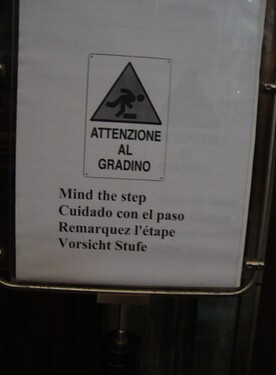 ATTENZIONE
AL
GRADINO
Mind the step
Cuidado con el paso
Remarquez l'étape
Vorsicht Stufe